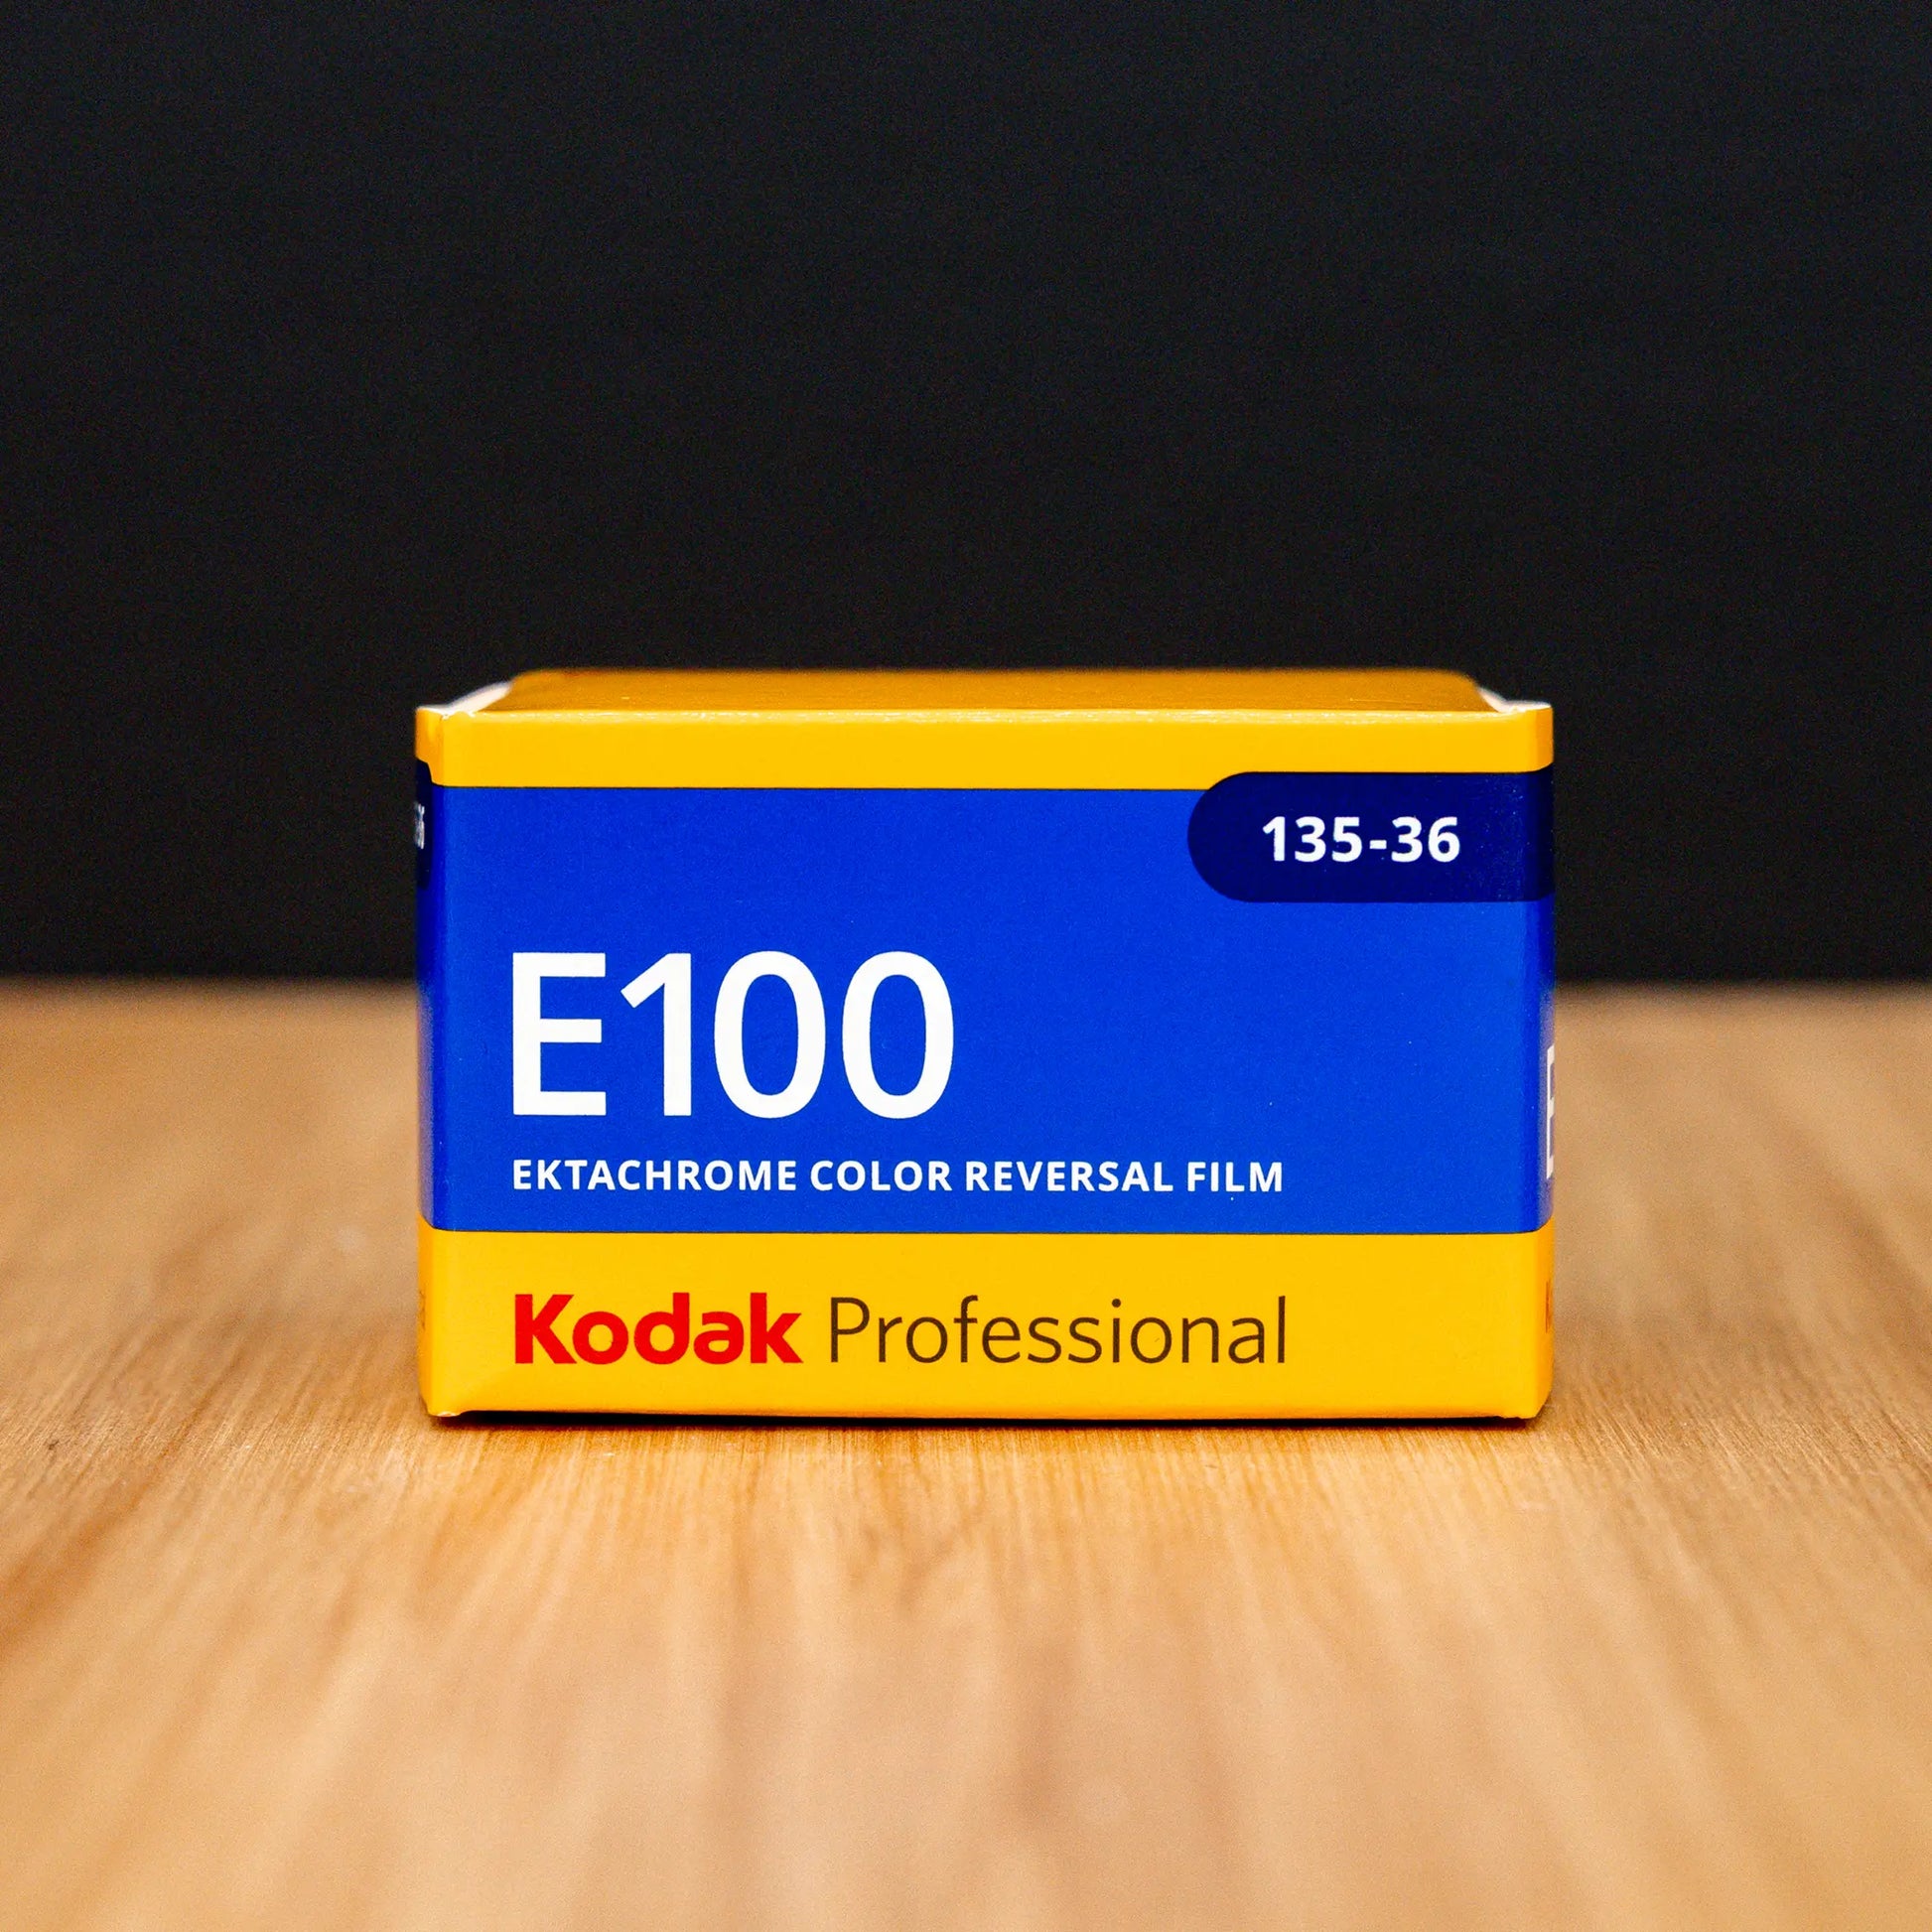 135-36
E100
EKTACHROME COLOR REVERSAL FILM
Kodak Professional